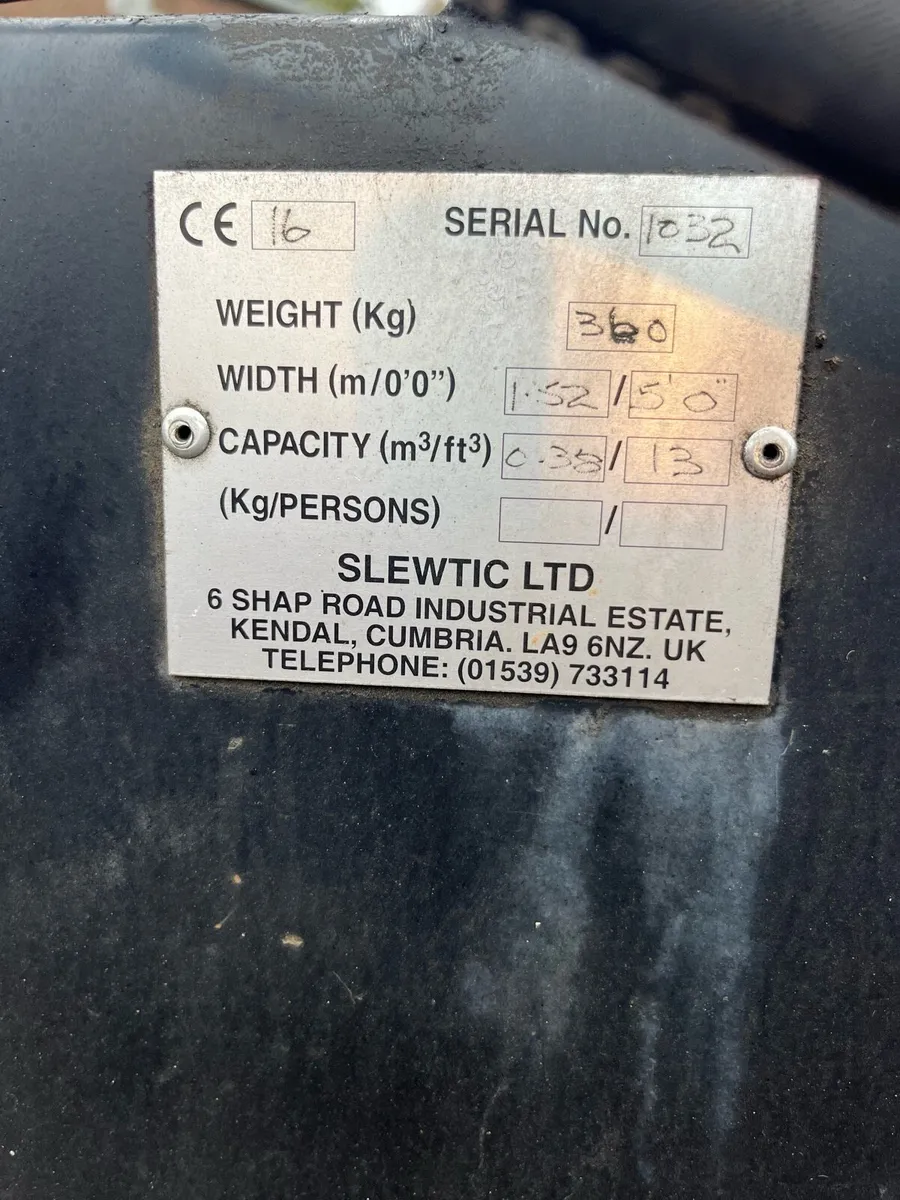 CE 16 SERIAL No. 1032
WEIGHT (Kg) 360
WIDTH (m/0'0") 1.52 / 5'0"
CAPACITY (m³/ft³) 0.35 / 13
(Kg/PERSONS) /
SLEWTIC LTD
6 SHAP ROAD INDUSTRIAL ESTATE,
KENDAL, CUMBRIA. LA9 6NZ. UK
TELEPHONE: (01539) 733114